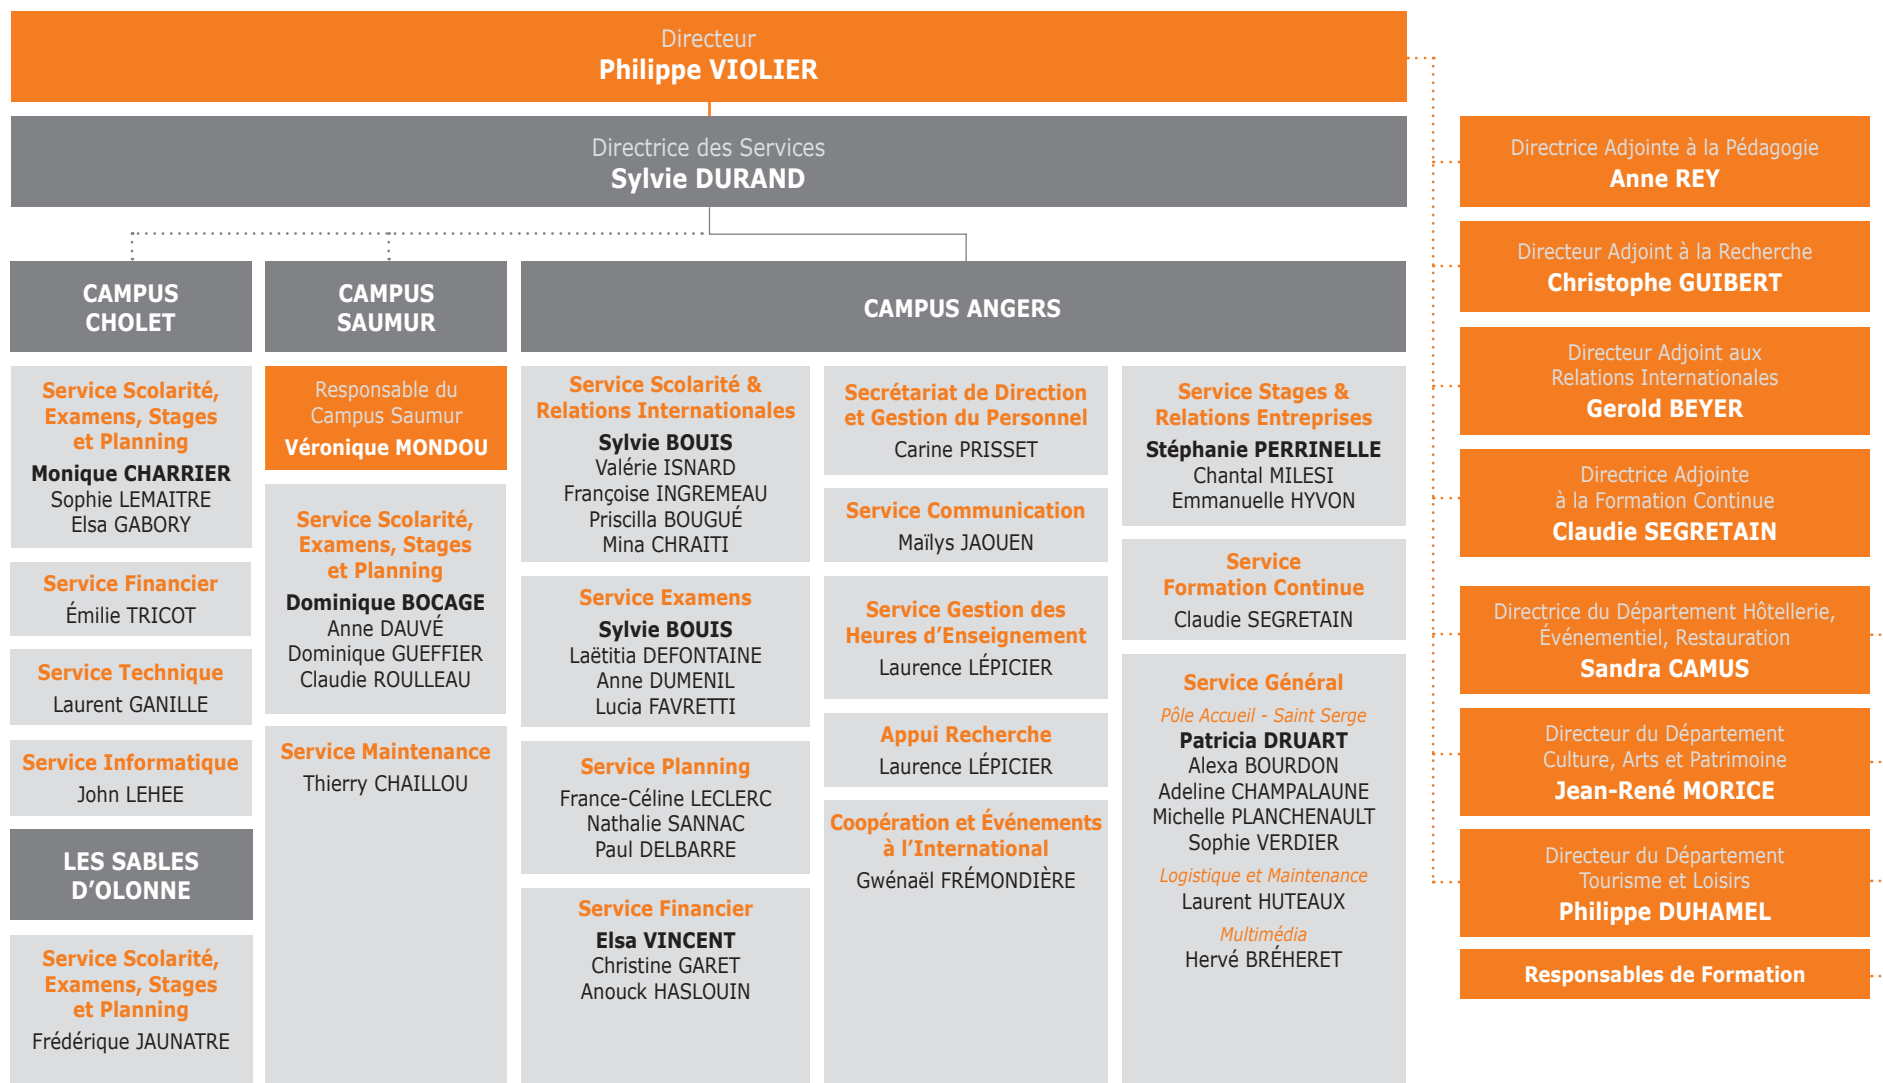 Directeur
Philippe VIOLIER
Directrice des Services
Sylvie DURAND
CAMPUS
CHOLET
Service Scolarité,
Examens, Stages
et Planning
Monique CHARRIER
Sophie LEMAITRE
Elsa GABORY
Service Financier
Émilie TRICOT
Service Technique
Laurent GANILLE
Service Informatique
John LEHEE
LES SABLES
D’OLONNE
Service Scolarité,
Examens, Stages
et Planning
Frédérique JAUNATRE
CAMPUS
SAUMUR
Responsable du
Campus Saumur
Véronique MONDOU
Service Scolarité,
Examens, Stages
et Planning
Dominique BOCAGE
Anne DAUVÉ
Dominique GUEFFIER
Claudie ROULLEAU
Service Maintenance
Thierry CHAILLOU
CAMPUS ANGERS
Service Scolarité &
Relations Internationales
Sylvie BOUIS
Valérie ISNARD
Françoise INGREMEAU
Priscilla BOUGUÉ
Mina CHRAITI
Service Examens
Sylvie BOUIS
Laëtitia DEFONTAINE
Anne DUMENIL
Lucia FAVRETTI
Service Planning
France-Céline LECLERC
Nathalie SANNAC
Paul DELBARRE
Service Financier
Elsa VINCENT
Christine GARET
Anouck HASLOUIN
Secrétariat de Direction
et Gestion du Personnel
Carine PRISSET
Service Communication
Maïlys JAOUEN
Service Gestion des
Heures d’Enseignement
Laurence LÉPICIER
Appui Recherche
Laurence LÉPICIER
Coopération et Événements
à l’International
Gwénaël FRÉMONDIÈRE
Service Stages &
Relations Entreprises
Stéphanie PERRINELLE
Chantal MILESI
Emmanuelle HYVON
Service
Formation Continue
Claudie SEGRETAIN
Service Général
Pôle Accueil - Saint Serge
Patricia DRUART
Alexa BOURDON
Adeline CHAMPALAUNE
Michelle PLANCHENAULT
Sophie VERDIER
Logistique et Maintenance
Laurent HUTEAUX
Multimédia
Hervé BRÉHERET
Directrice Adjointe à la Pédagogie
Anne REY
Directeur Adjoint à la Recherche
Christophe GUIBERT
Directeur Adjoint aux
Relations Internationales
Gerold BEYER
Directrice Adjointe
à la Formation Continue
Claudie SEGRETAIN
Directrice du Département Hôtellerie,
Événementiel, Restauration
Sandra CAMUS
Directeur du Département
Culture, Arts et Patrimoine
Jean-René MORICE
Directeur du Département
Tourisme et Loisirs
Philippe DUHAMEL
Responsables de Formation